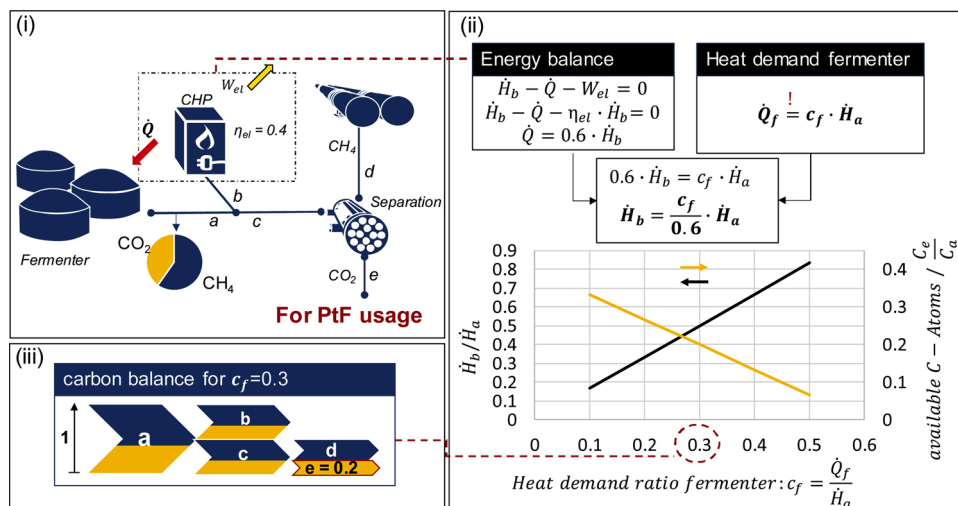 (i)
W_el
CHP
Q̇
η_el = 0.4
CH₄
d
b
a
c
Separation
CO₂
CH₄
Fermenter
CO₂
e
For PtF usage
(ii)
Energy balance
Ḣ_b − Q̇ − W_el = 0
Ḣ_b − Q̇ − η_el · Ḣ_b = 0
Q̇ = 0.6 · Ḣ_b
Heat demand fermenter
!
Q̇_f = c_f · Ḣ_a
0.6 · Ḣ_b = c_f · Ḣ_a
Ḣ_b = c_f/0.6 · Ḣ_a
0.9
0.8
0.7
0.6
0.5
0.4
0.3
0.2
0.1
0
Ḣ_b/Ḣ_a
0.4
0.3
0.2
0.1
0
available C − Atoms / C_e/C_a
0 0.1 0.2 0.3 0.4 0.5 0.6
Heat demand ratio fermenter: c_f = Q̇_f/Ḣ_a
(iii)
carbon balance for c_f=0.3
1
a
b
c
d
e = 0.2